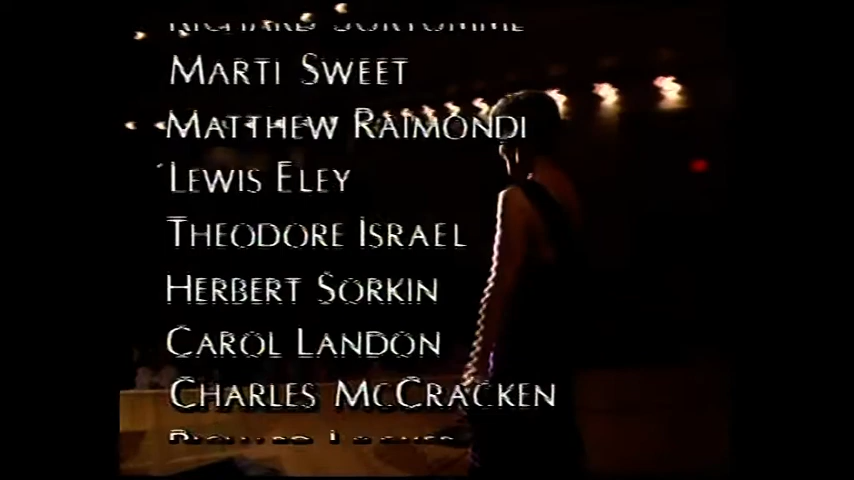 MARTI SWEET
MATTHEW RAIMONDI
LEWIS ELEY
THEODORE ISRAEL
HERBERT SORKIN
CAROL LANDON
CHARLES MCCRACKEN